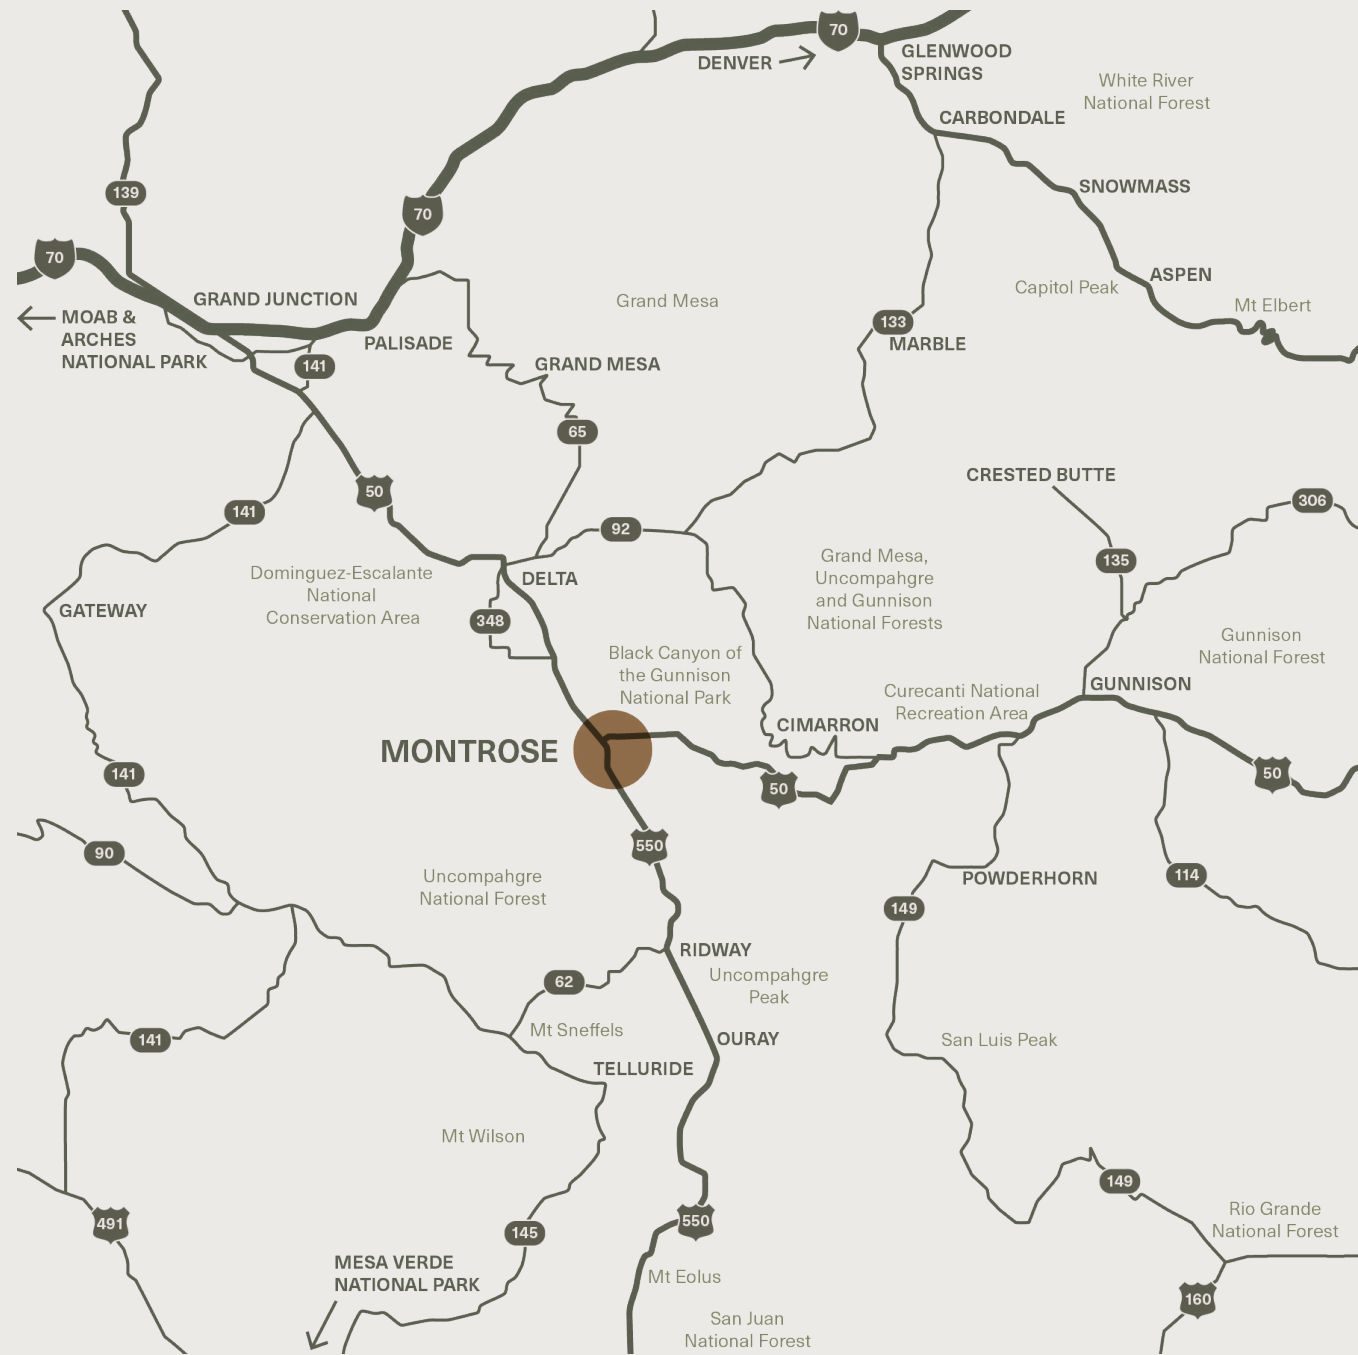 70
DENVER
GLENWOOD
SPRINGS
White River
National Forest
CARBONDALE
139
SNOWMASS
70
70
ASPEN
Capitol Peak
GRAND JUNCTION
Grand Mesa
Mt Elbert
MOAB &
ARCHES
NATIONAL PARK
133
MARBLE
PALISADE
141
GRAND MESA
65
CRESTED BUTTE
50
306
141
92
135
Grand Mesa,
Uncompahgre
and Gunnison
National Forests
Dominguez-Escalante
National
Conservation Area
DELTA
GATEWAY
348
Gunnison
National Forest
Black Canyon of
the Gunnison
National Park
GUNNISON
Curecanti National
Recreation Area
CIMARRON
MONTROSE
141
50
50
550
90
Uncompahgre
National Forest
POWDERHORN
114
149
RIDWAY
Uncompahgre
Peak
62
Mt Sneffels
OURAY
141
San Luis Peak
TELLURIDE
Mt Wilson
149
491
550
145
Rio Grande
National Forest
MESA VERDE
NATIONAL PARK
Mt Eolus
160
San Juan
National Forest